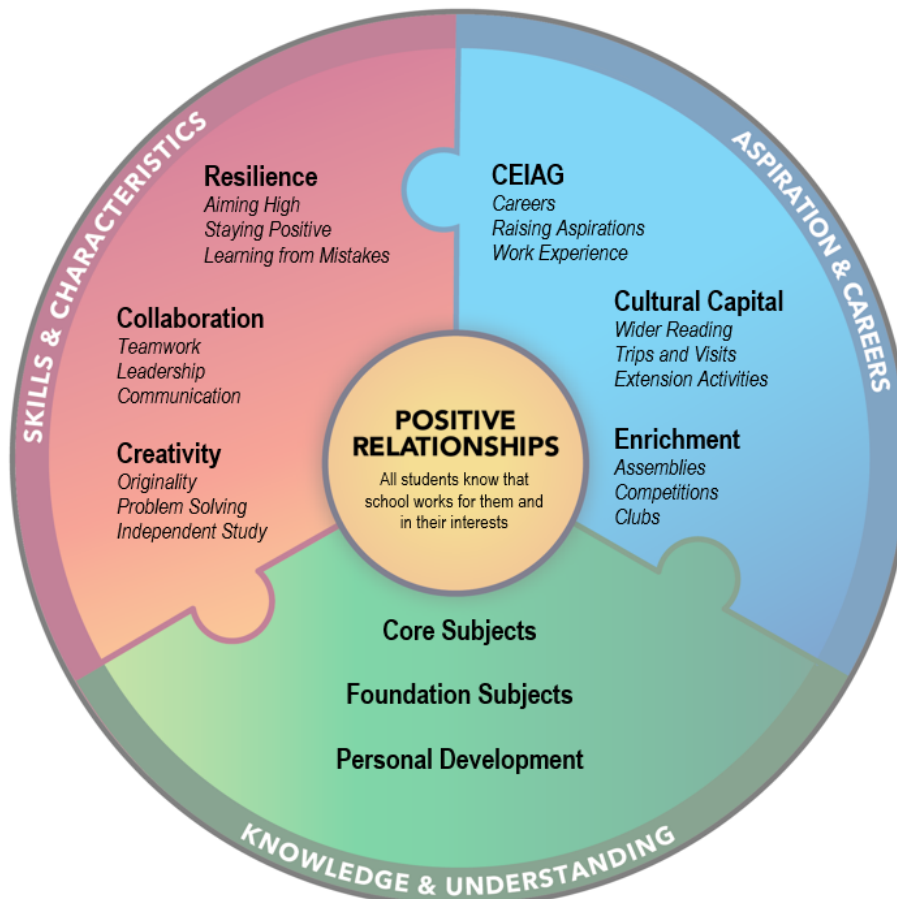 SKILLS & CHARACTERISTICS
Resilience
Aiming High
Staying Positive
Learning from Mistakes
Collaboration
Teamwork
Leadership
Communication
Creativity
Originality
Problem Solving
Independent Study
ASPIRATION & CAREERS
CEIAG
Careers
Raising Aspirations
Work Experience
Cultural Capital
Wider Reading
Trips and Visits
Extension Activities
Enrichment
Assemblies
Competitions
Clubs
POSITIVE
RELATIONSHIPS
All students know that
school works for them and
in their interests
Core Subjects
Foundation Subjects
Personal Development
KNOWLEDGE & UNDERSTANDING